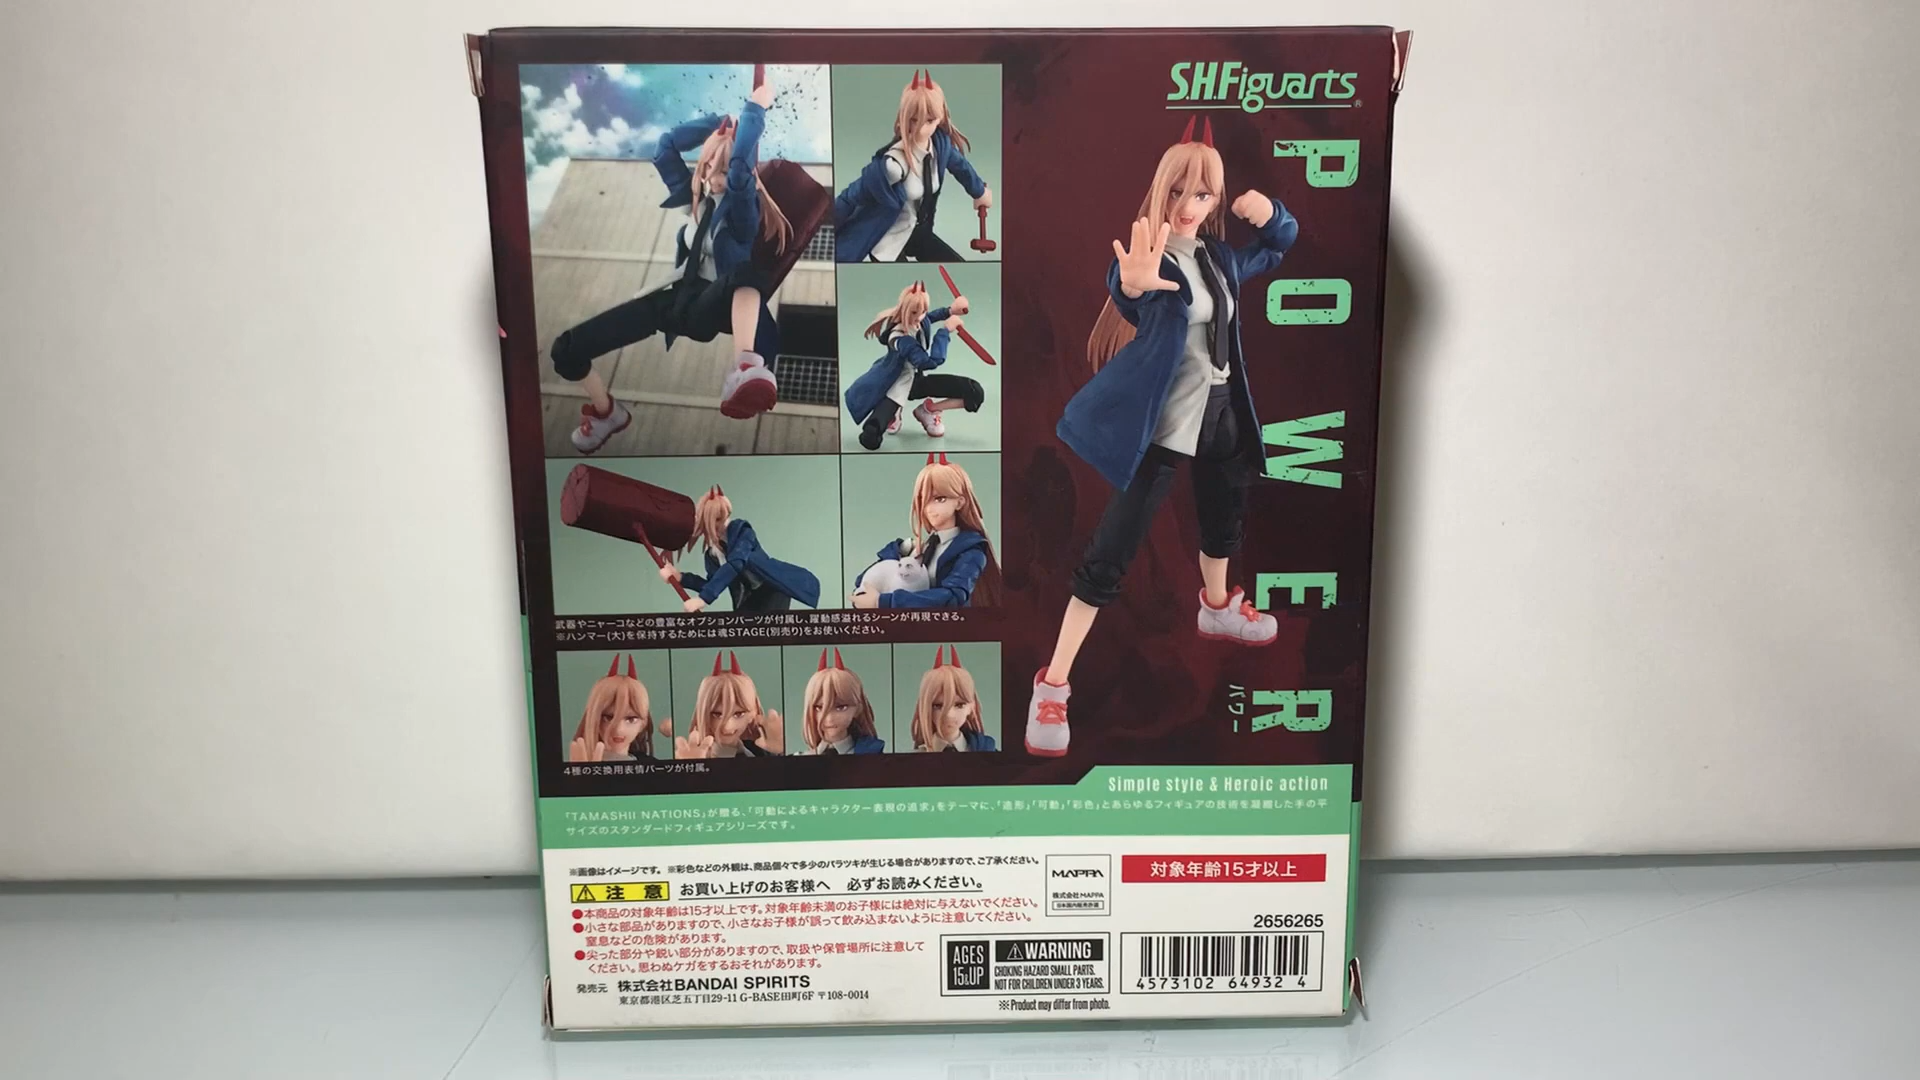 S.H.Figuarts®
POWER
パワー
武器やニャーコなどの豊富なオプションパーツが付属し、躍動感溢れるシーンが再現できる。
※ハンマー(大)を保持するためには魂STAGE(別売り)をお使いください。
4種の交換用表情パーツが付属。
Simple style & Heroic action
「TAMASHII NATIONS」が贈る、「可動によるキャラクター表現の追求」をテーマに、「造形」「可動」「彩色」とあらゆるフィギュアの技術を凝縮した手の平
サイズのスタンダードフィギュアシリーズです。
※画像はイメージです。 ※彩色などの外観は、商品個々で多少のバラツキが生じる場合がありますので、ご了承ください。
注意 お買い上げのお客様へ 必ずお読みください。
●本商品の対象年齢は15才以上です。対象年齢未満のお子様には絶対に与えないでください。
●小さな部品がありますので、小さなお子様が誤って飲み込まないように注意してください。
窒息などの危険があります。
●尖った部分や鋭い部分がありますので、取扱や保管場所に注意して
ください。思わぬケガをするおそれがあります。
発売元 株式会社BANDAI SPIRITS
東京都港区芝五丁目29-11 G-BASE田町6F 〒108-0014
MAPPA
株式会社MAPPA
日本国内販売許諾
対象年齢15才以上
2656265
AGES
15&UP
WARNING
CHOKING HAZARD SMALL PARTS.
NOT FOR CHILDREN UNDER 3 YEARS.
※Product may differ from photo.
4573102 64932 4